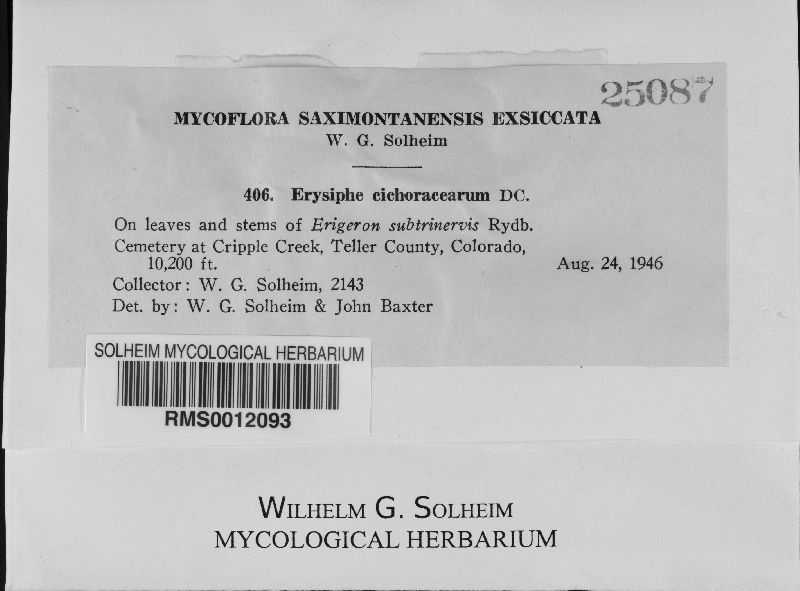 25087
MYCOFLORA SAXIMONTANENSIS EXSICCATA
W. G. Solheim
406. Erysiphe cichoracearum DC.
On leaves and stems of Erigeron subtrinervis Rydb.
Cemetery at Cripple Creek, Teller County, Colorado,
10,200 ft. Aug. 24, 1946
Collector: W. G. Solheim, 2143
Det. by: W. G. Solheim & John Baxter
SOLHEIM MYCOLOGICAL HERBARIUM
RMS0012093
WILHELM G. SOLHEIM
MYCOLOGICAL HERBARIUM